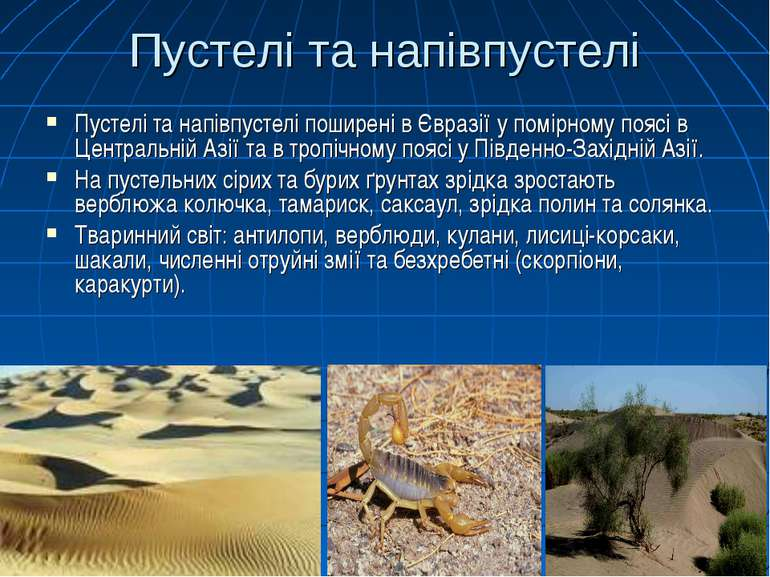 Пустелі та напівпустелі
Пустелі та напівпустелі поширені в Євразії у помірному поясі в
Центральній Азії та в тропічному поясі у Південно-Західній Азії.
На пустельних сірих та бурих ґрунтах зрідка зростають
верблюжа колючка, тамариск, саксаул, зрідка полин та солянка.
Тваринний світ: антилопи, верблюди, кулани, лисиці-корсаки,
шакали, численні отруйні змії та безхребетні (скорпіони,
каракурти).